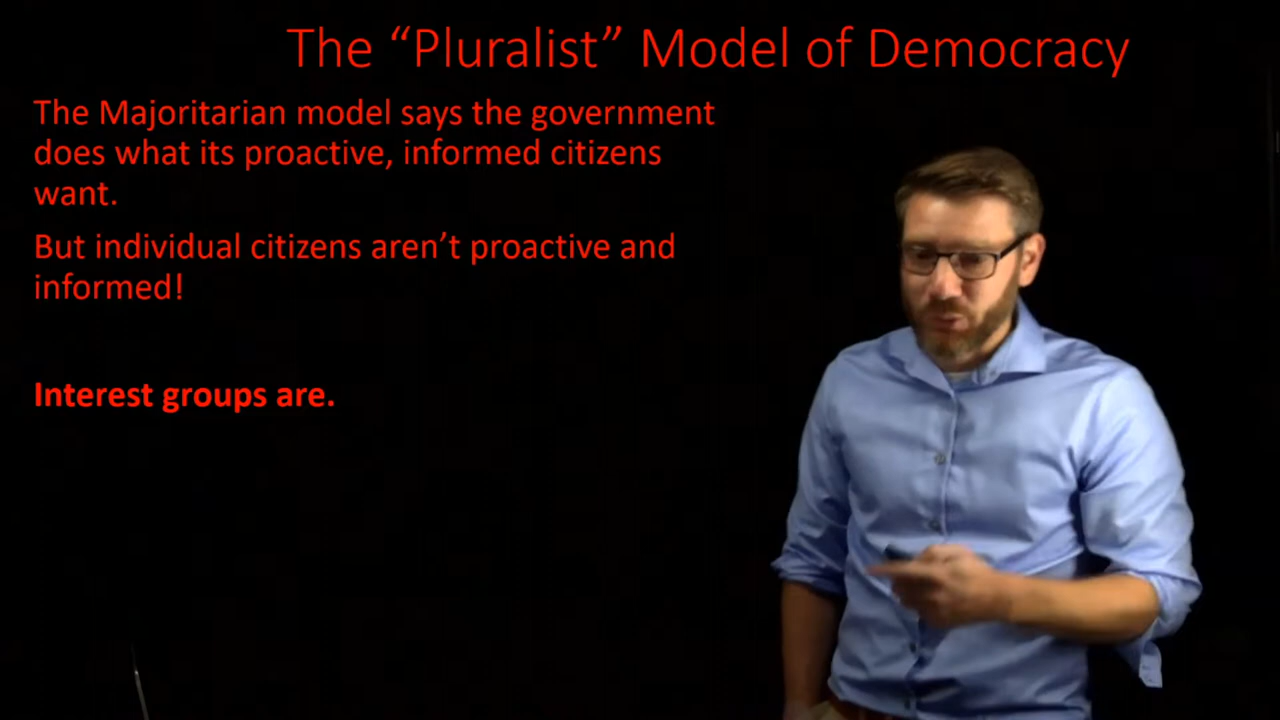 The “Pluralist” Model of Democracy
The Majoritarian model says the government
does what its proactive, informed citizens
want.
But individual citizens aren’t proactive and
informed!
Interest groups are.